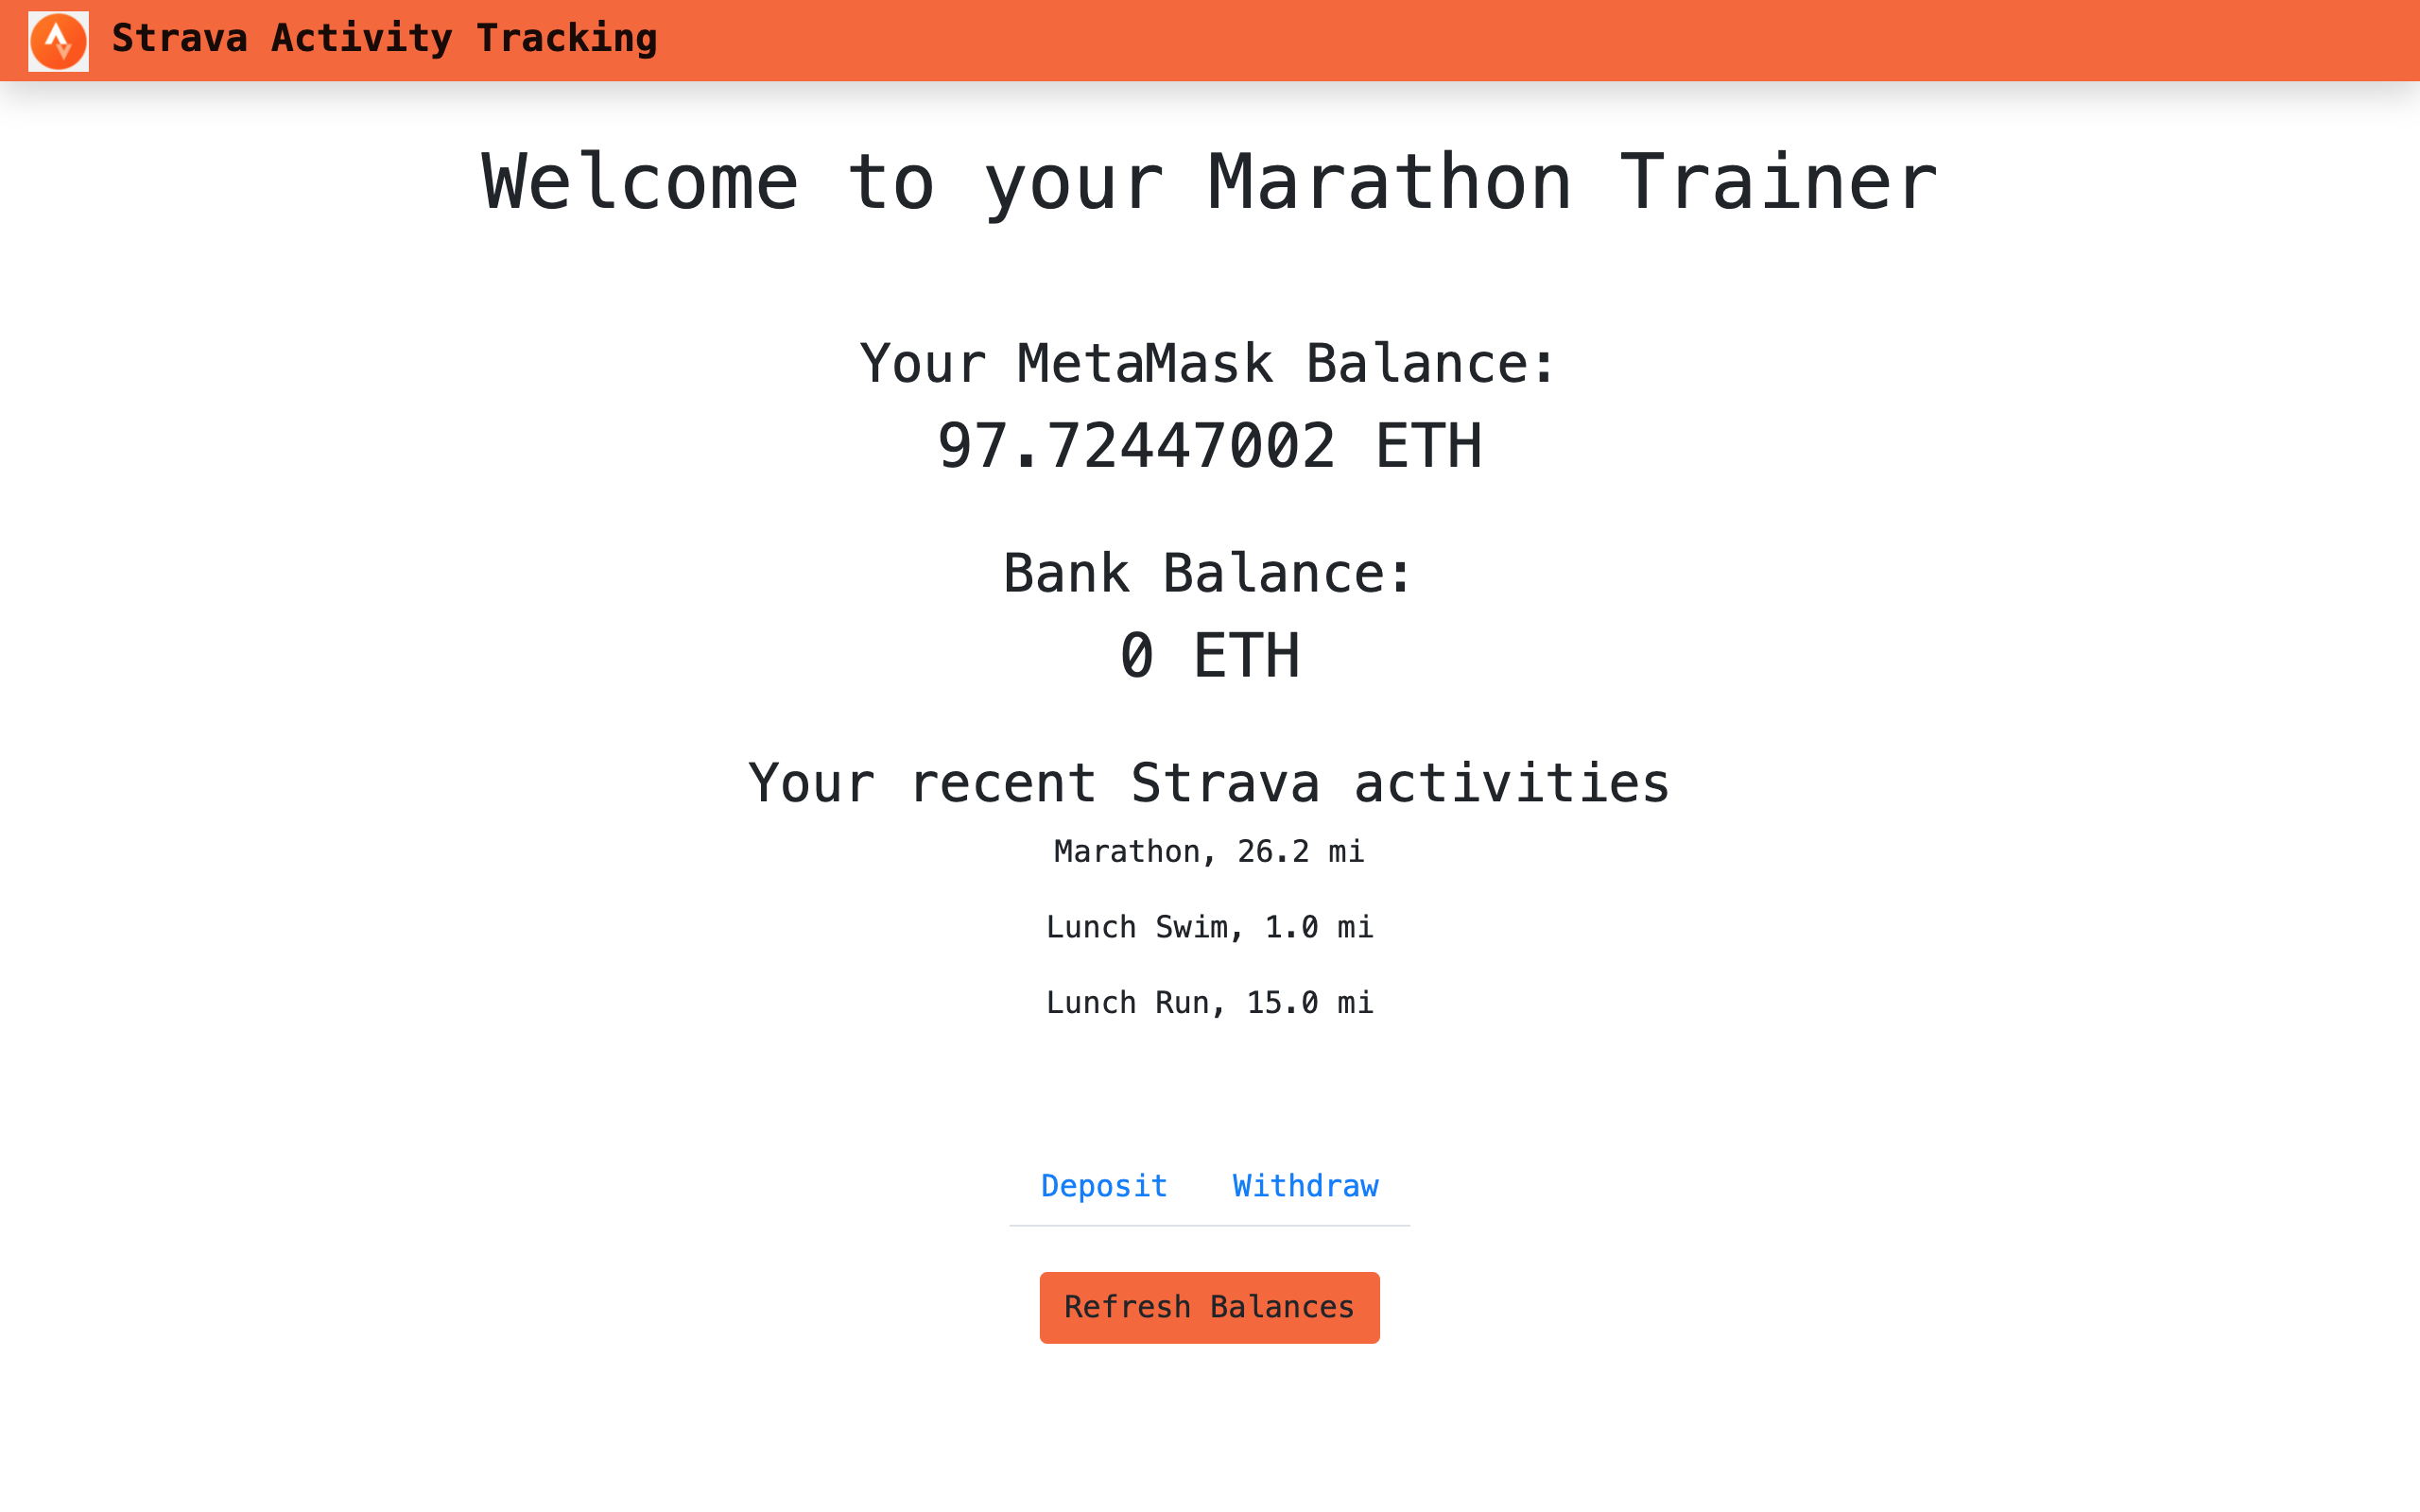 Strava Activity Tracking
Welcome to your Marathon Trainer
Your MetaMask Balance:
97.72447002 ETH
Bank Balance:
0 ETH
Your recent Strava activities
Marathon, 26.2 mi
Lunch Swim, 1.0 mi
Lunch Run, 15.0 mi
Deposit Withdraw
Refresh Balances